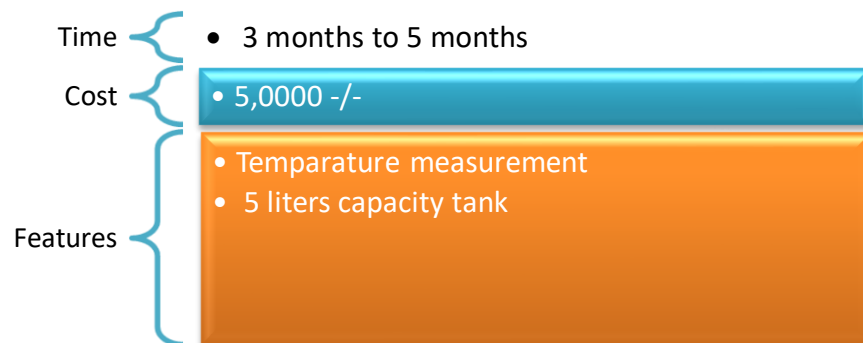 Time
• 3 months to 5 months
Cost
• 5,0000 -/-
Features
• Temparature measurement
• 5 liters capacity tank